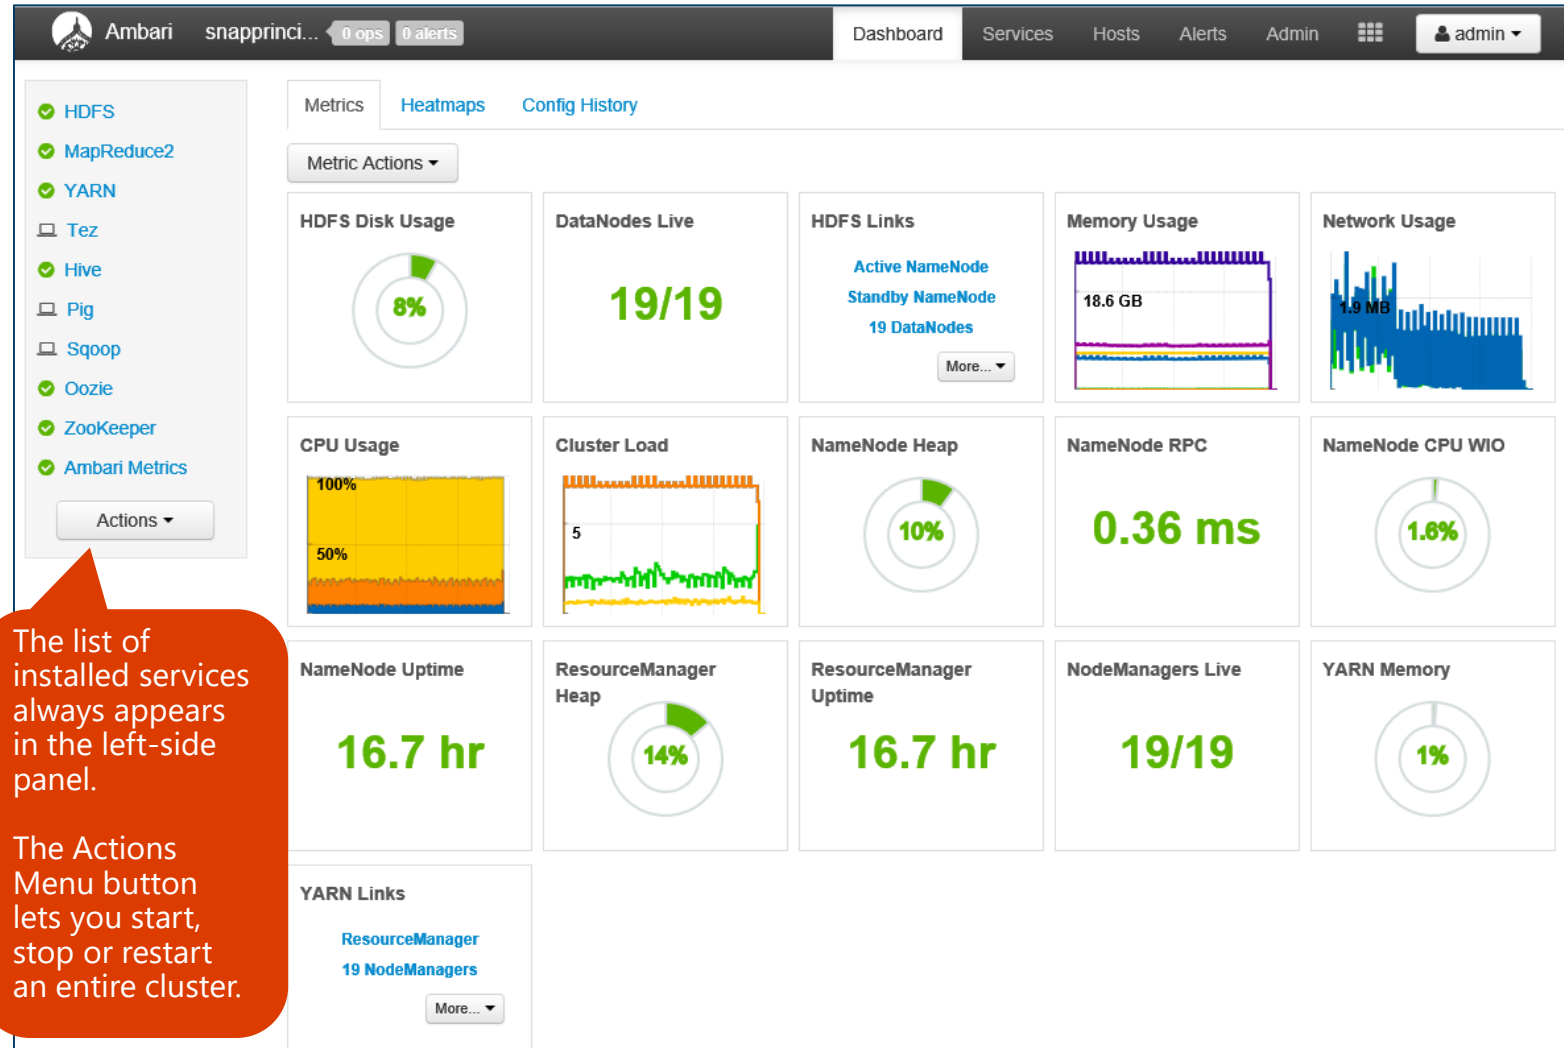 Ambari snapprinci... 0 ops 0 alerts Dashboard Services Hosts Alerts Admin admin
HDFS
MapReduce2
YARN
Tez
Hive
Pig
Sqoop
Oozie
ZooKeeper
Ambari Metrics
Actions
The list of
installed services
always appears
in the left-side
panel.
The Actions
Menu button
lets you start,
stop or restart
an entire cluster.
Metrics Heatmaps Config History
Metric Actions
HDFS Disk Usage
8%
DataNodes Live
19/19
HDFS Links
Active NameNode
Standby NameNode
19 DataNodes
More...
Memory Usage
18.6 GB
Network Usage
1.9 MB
CPU Usage
100%
50%
Cluster Load
5
NameNode Heap
10%
NameNode RPC
0.36 ms
NameNode CPU WIO
1.6%
NameNode Uptime
16.7 hr
ResourceManager
Heap
14%
ResourceManager
Uptime
16.7 hr
NodeManagers Live
19/19
YARN Memory
1%
YARN Links
ResourceManager
19 NodeManagers
More...